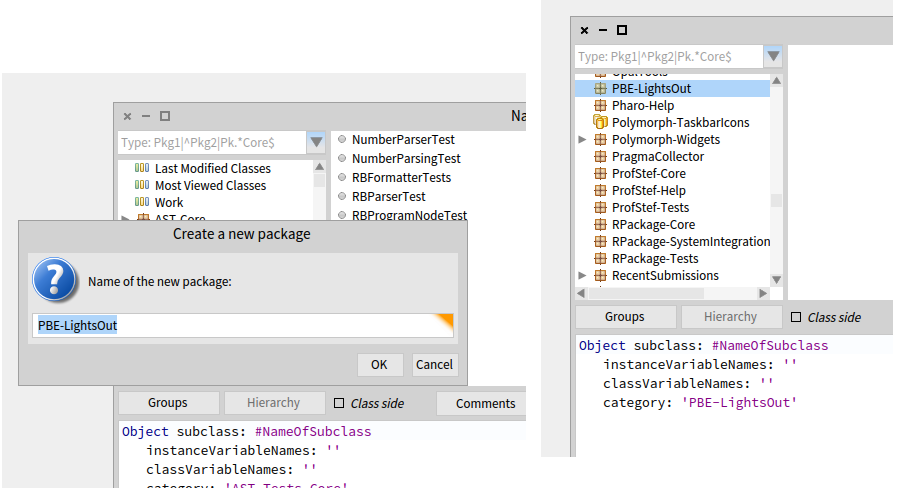 Na
Type: Pkg1|^Pkg2|Pk.*Core$
Last Modified Classes
Most Viewed Classes
Work
AST-Core
NumberParserTest
NumberParsingTest
RBFormatterTests
RBParserTest
RBProgramNodeTest
Create a new package
Name of the new package:
PBE-LightsOut
OK
Cancel
Groups
Hierarchy
Class side
Comments
Object subclass: #NameOfSubclass
instanceVariableNames: ''
classVariableNames: ''
category: 'AST-Tests-Core'
Type: Pkg1|^Pkg2|Pk.*Core$
OpalTools
PBE-LightsOut
Pharo-Help
Polymorph-TaskbarIcons
Polymorph-Widgets
PragmaCollector
ProfStef-Core
ProfStef-Help
ProfStef-Tests
RPackage-Core
RPackage-SystemIntegration
RPackage-Tests
RecentSubmissions
Groups
Hierarchy
Class side
Object subclass: #NameOfSubclass
instanceVariableNames: ''
classVariableNames: ''
category: 'PBE-LightsOut'